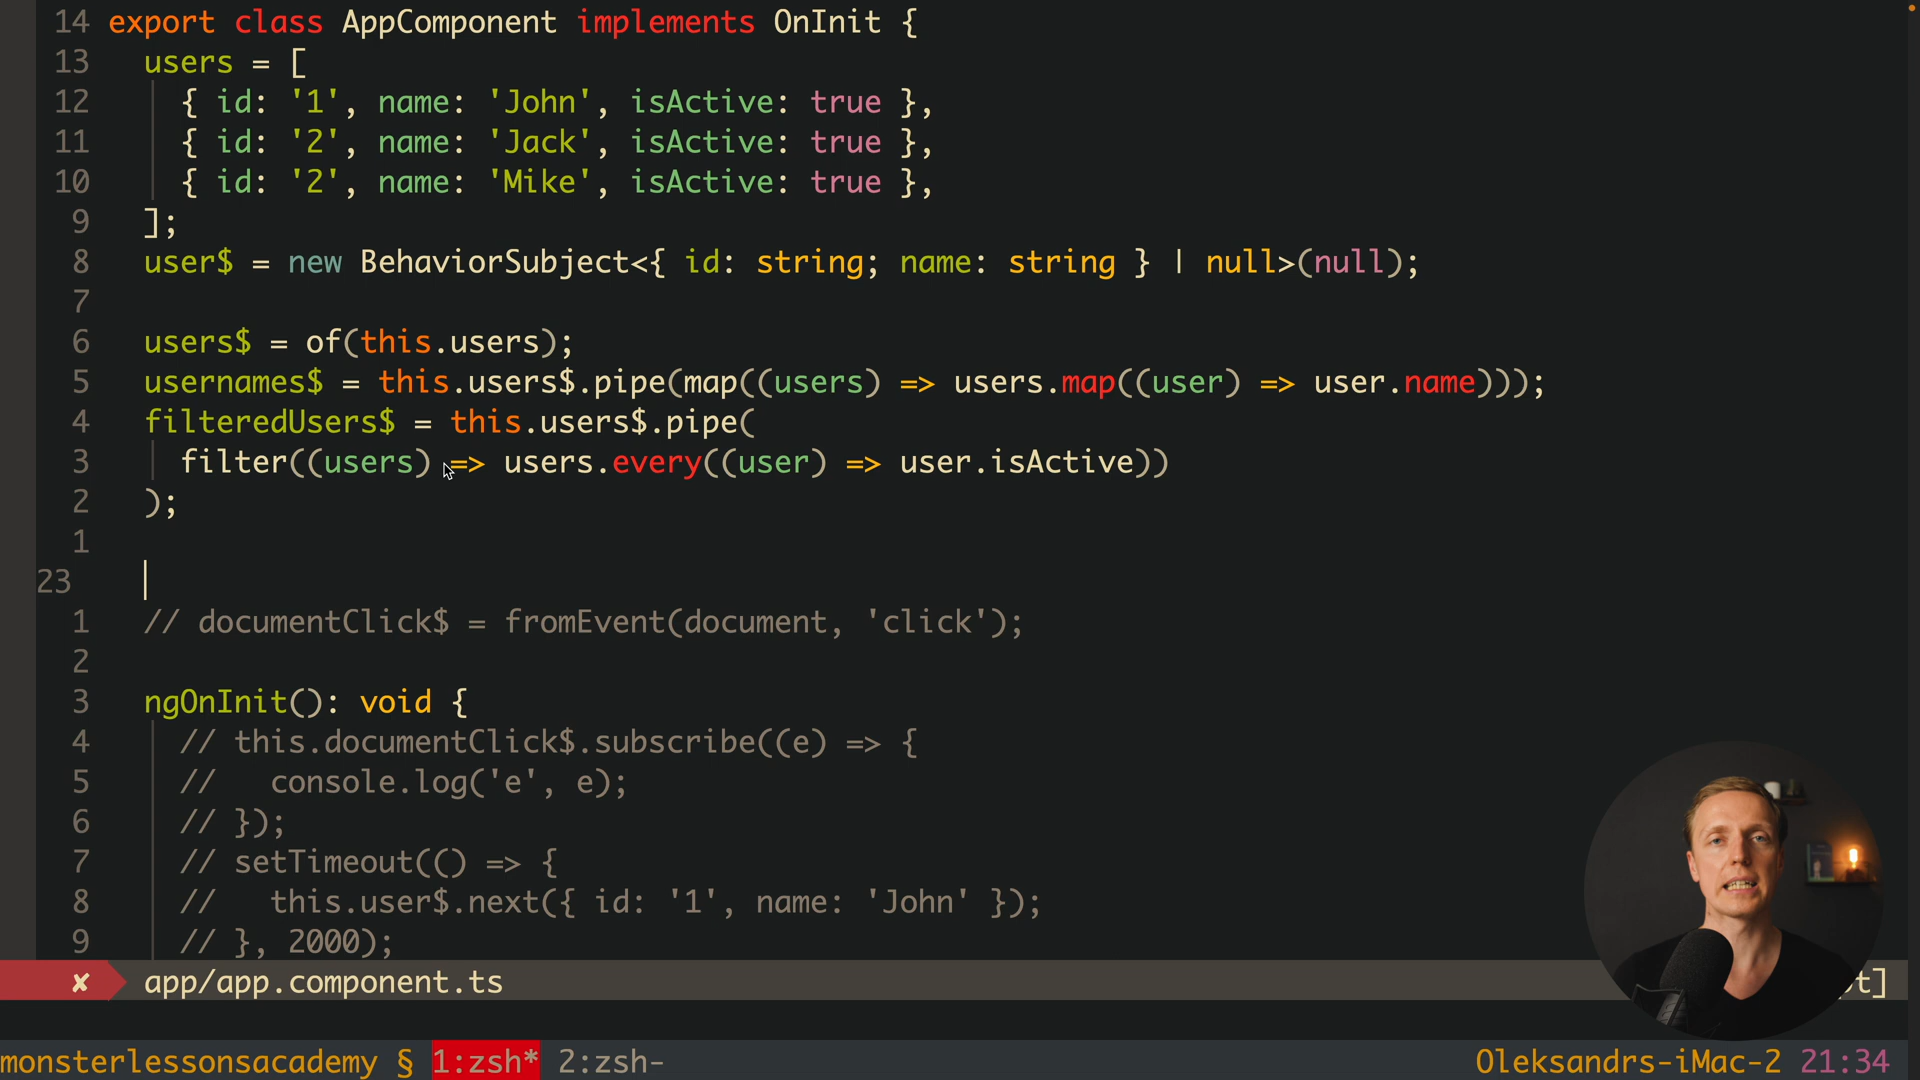 14 export class AppComponent implements OnInit {
13 users = [
12 { id: '1', name: 'John', isActive: true },
11 { id: '2', name: 'Jack', isActive: true },
10 { id: '2', name: 'Mike', isActive: true },
9 ];
8 user$ = new BehaviorSubject<{ id: string; name: string } | null>(null);
7
6 users$ = of(this.users);
5 usernames$ = this.users$.pipe(map((users) => users.map((user) => user.name)));
4 filteredUsers$ = this.users$.pipe(
3 filter((users) => users.every((user) => user.isActive))
2 );
1
23
1 // documentClick$ = fromEvent(document, 'click');
2
3 ngOnInit(): void {
4 // this.documentClick$.subscribe((e) => {
5 // console.log('e', e);
6 // });
7 // setTimeout(() => {
8 // this.user$.next({ id: '1', name: 'John' });
9 // }, 2000);
✘ app/app.component.ts
monsterlessonsacademy § 1:zsh* 2:zsh- Oleksandrs-iMac-2 21:34